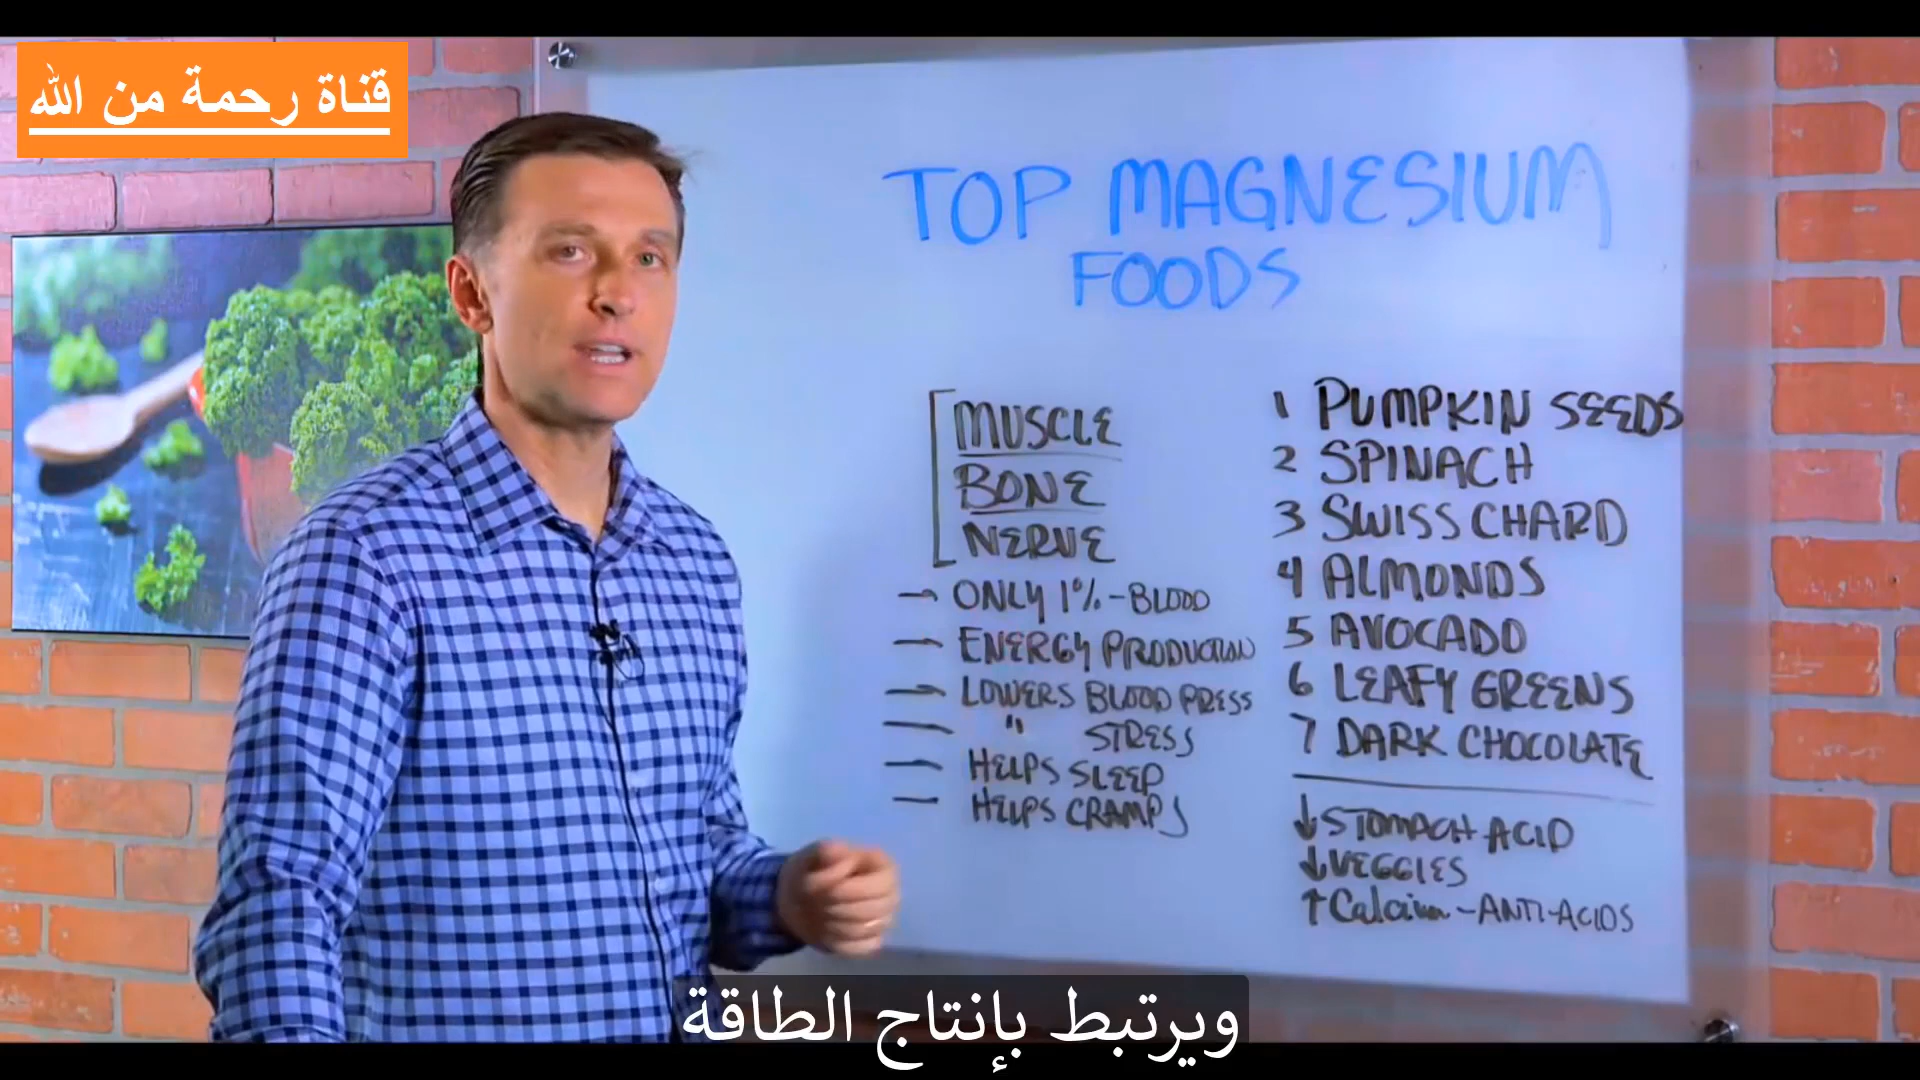 قناة رحمة من الله
TOP MAGNESIUM
FOODS
MUSCLE
BONE
NERVE
→ ONLY 1% - BLOOD
→ ENERGY PRODUCTION
→ LOWERS BLOOD PRESS
— " STRESS
— HELPS SLEEP
— HELPS CRAMPS
1 PUMPKIN SEEDS
2 SPINACH
3 SWISS CHARD
4 ALMONDS
5 AVOCADO
6 LEAFY GREENS
7 DARK CHOCOLATE
↓ STOMACH ACID
↓ VEGGIES
↑ Calcium - ANTI-ACIDS
ويرتبط بإنتاج الطاقة